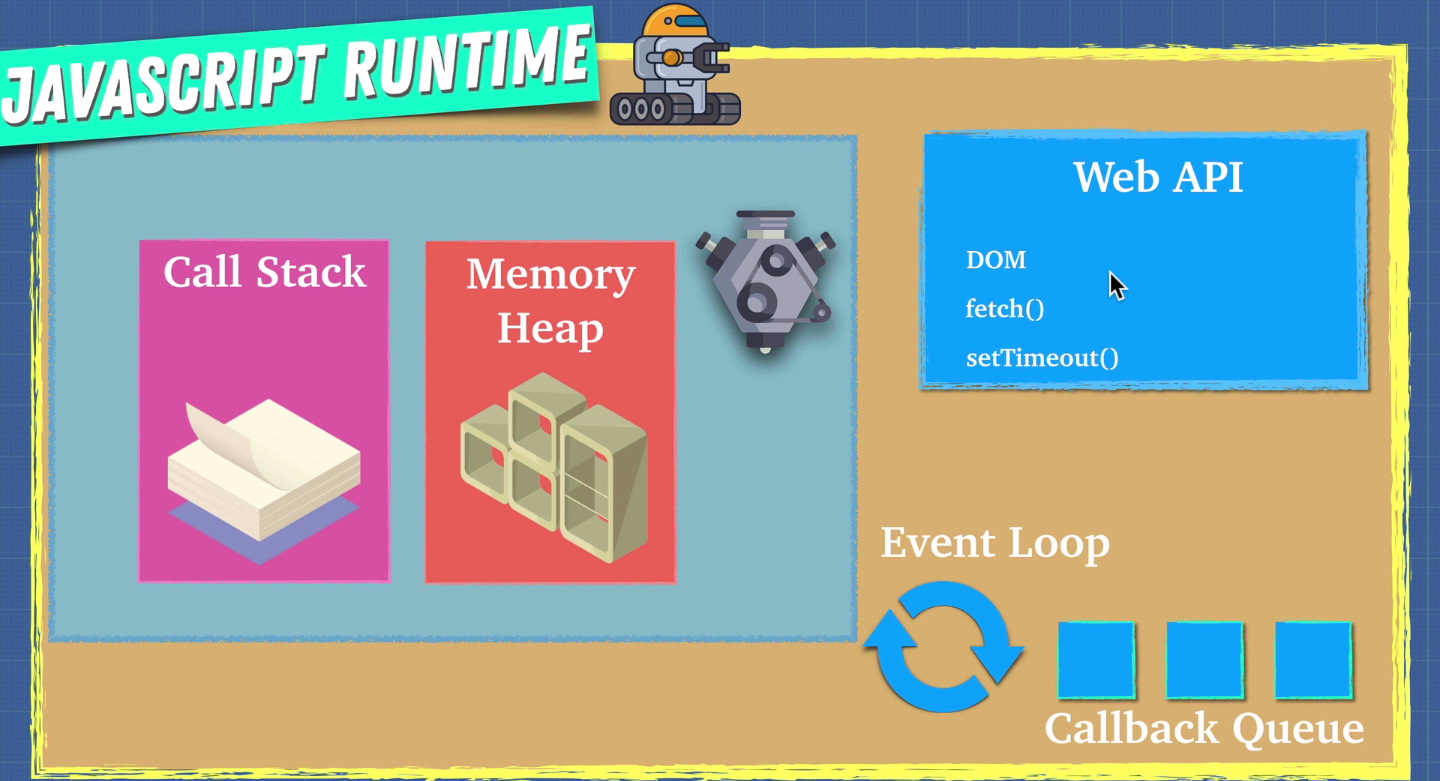 JAVASCRIPT RUNTIME
Call Stack
Memory
Heap
Web API
DOM
fetch()
setTimeout()
Event Loop
Callback Queue